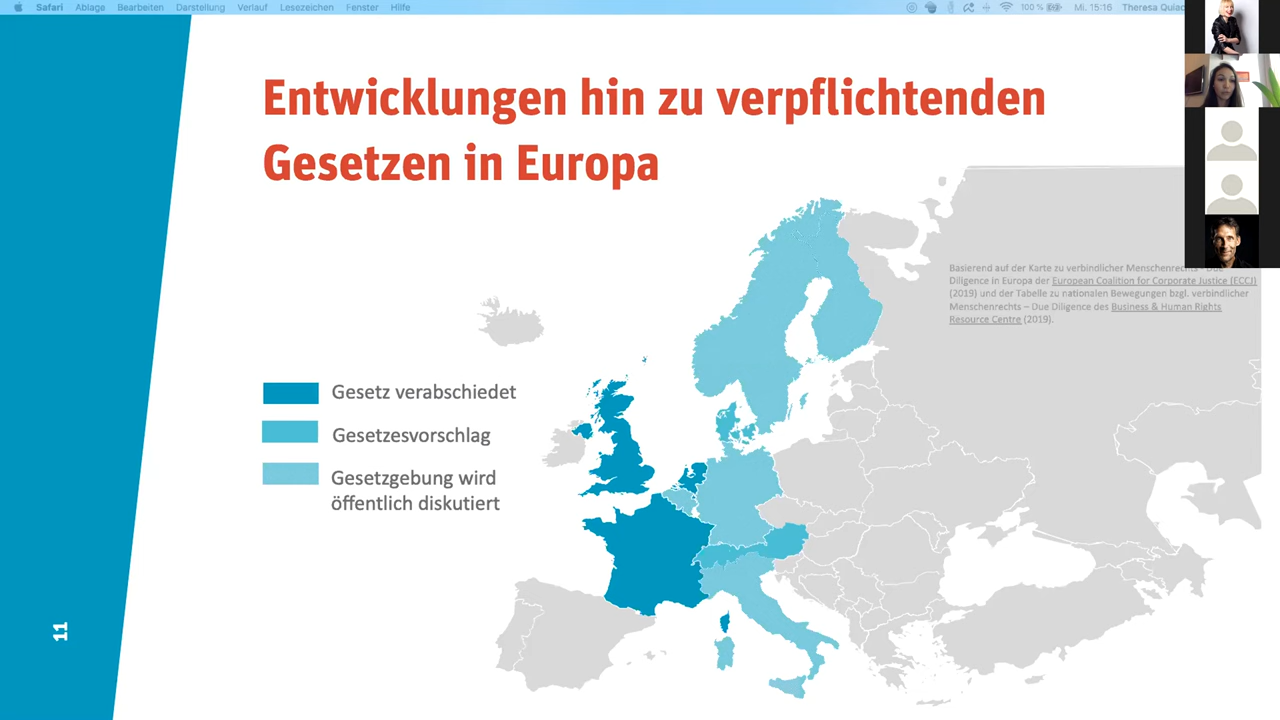 Safari Ablage Bearbeiten Darstellung Verlauf Lesezeichen Fenster Hilfe 100 % Mi. 15:16 Theresa
Entwicklungen hin zu verpflichtenden
Gesetzen in Europa
Basierend auf der Karte zu verbindlicher Menschenrechts - Due
Diligence in Europa der European Coalition for Corporate Justice (ECCJ)
(2019) und der Tabelle zu nationalen Bewegungen bzgl. verbindlicher
Menschenrechts – Due Diligence des Business & Human Rights
Resource Centre (2019).
Gesetz verabschiedet
Gesetzesvorschlag
Gesetzgebung wird
öffentlich diskutiert
11